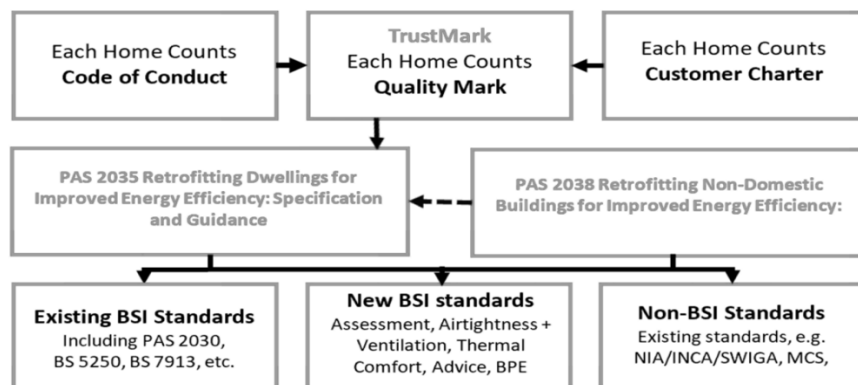 Each Home Counts
Code of Conduct
TrustMark
Each Home Counts
Quality Mark
Each Home Counts
Customer Charter
PAS 2035 Retrofitting Dwellings for
Improved Energy Efficiency: Specification
and Guidance
PAS 2038 Retrofitting Non-Domestic
Buildings for Improved Energy Efficiency:
Existing BSI Standards
Including PAS 2030,
BS 5250, BS 7913, etc.
New BSI standards
Assessment, Airtightness +
Ventilation, Thermal
Comfort, Advice, BPE
Non-BSI Standards
Existing standards, e.g.
NIA/INCA/SWIGA, MCS,